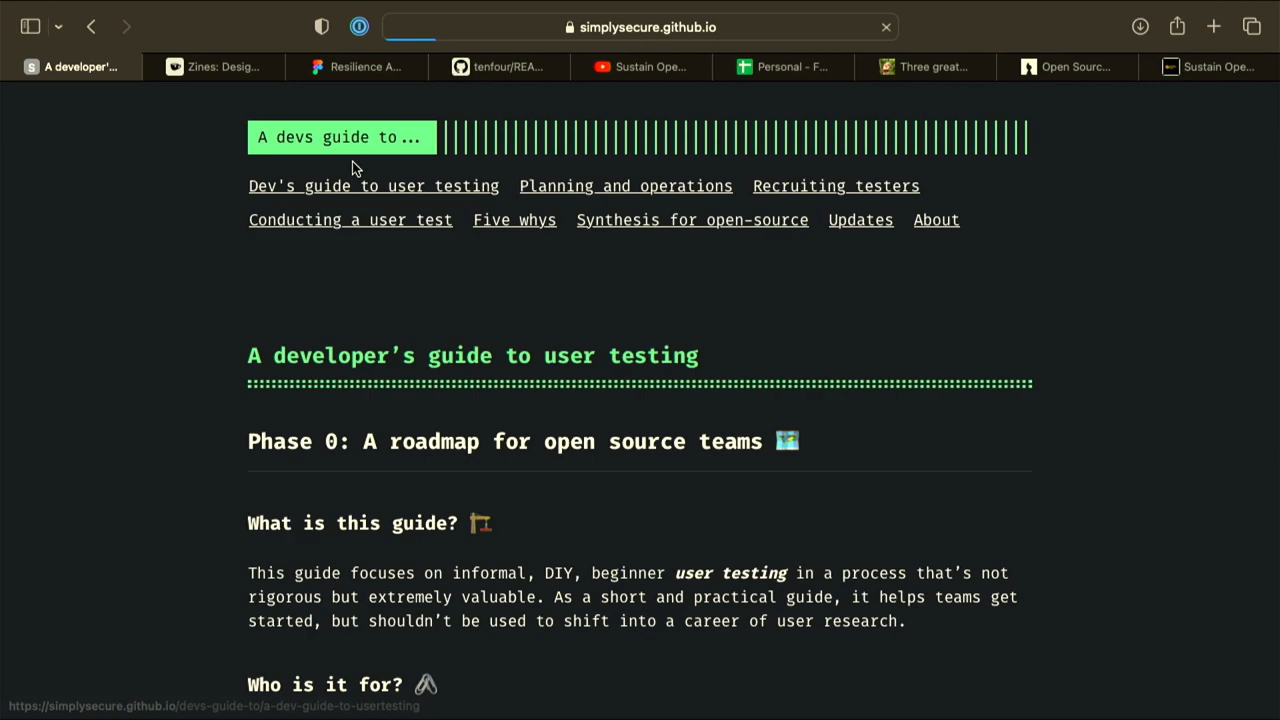 simplysecure.github.io
A developer'...
Zines: Desig...
Resilience A...
tenfour/REA...
Sustain Ope...
Personal - F...
Three great...
Open Sourc...
Sustain Ope...
A devs guide to...
Dev's guide to user testing Planning and operations Recruiting testers
Conducting a user test Five whys Synthesis for open-source Updates About
A developer’s guide to user testing
Phase 0: A roadmap for open source teams
What is this guide?
This guide focuses on informal, DIY, beginner user testing in a process that’s not
rigorous but extremely valuable. As a short and practical guide, it helps teams get
started, but shouldn’t be used to shift into a career of user research.
Who is it for?
https://simplysecure.github.io/devs-guide-to/a-dev-guide-to-usertesting